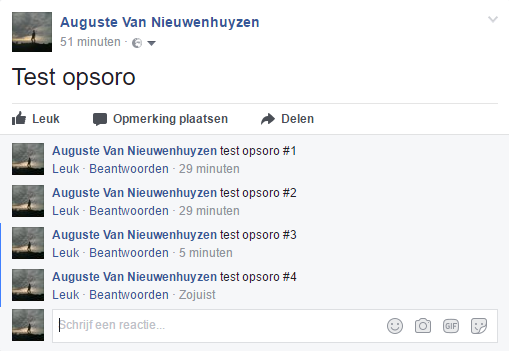 Auguste Van Nieuwenhuyzen
51 minuten ·
Test opsoro
Leuk Opmerking plaatsen Delen
Auguste Van Nieuwenhuyzen test opsoro #1
Leuk · Beantwoorden · 29 minuten
Auguste Van Nieuwenhuyzen test opsoro #2
Leuk · Beantwoorden · 29 minuten
Auguste Van Nieuwenhuyzen test opsoro #3
Leuk · Beantwoorden · 5 minuten
Auguste Van Nieuwenhuyzen test opsoro #4
Leuk · Beantwoorden · Zojuist
Schrijf een reactie... GIF